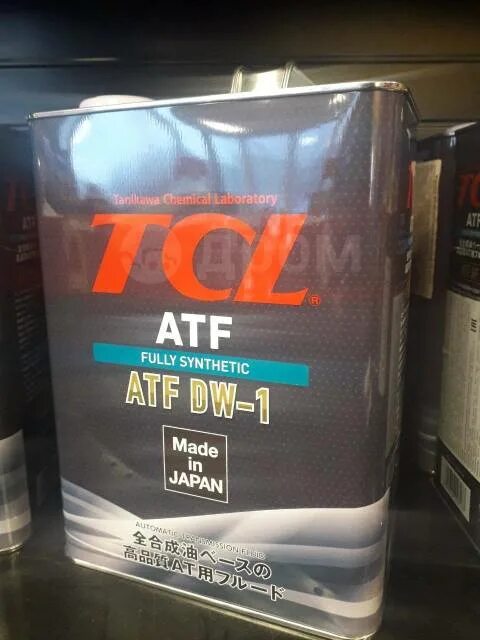 Tanikawa Chemical Laboratory
TCL®
ATF
FULLY SYNTHETIC
ATF DW-1
Made
in
JAPAN
AUTOMATIC TRANSMISSION FLUID
全合成油ベースの
高品質AT用フルード